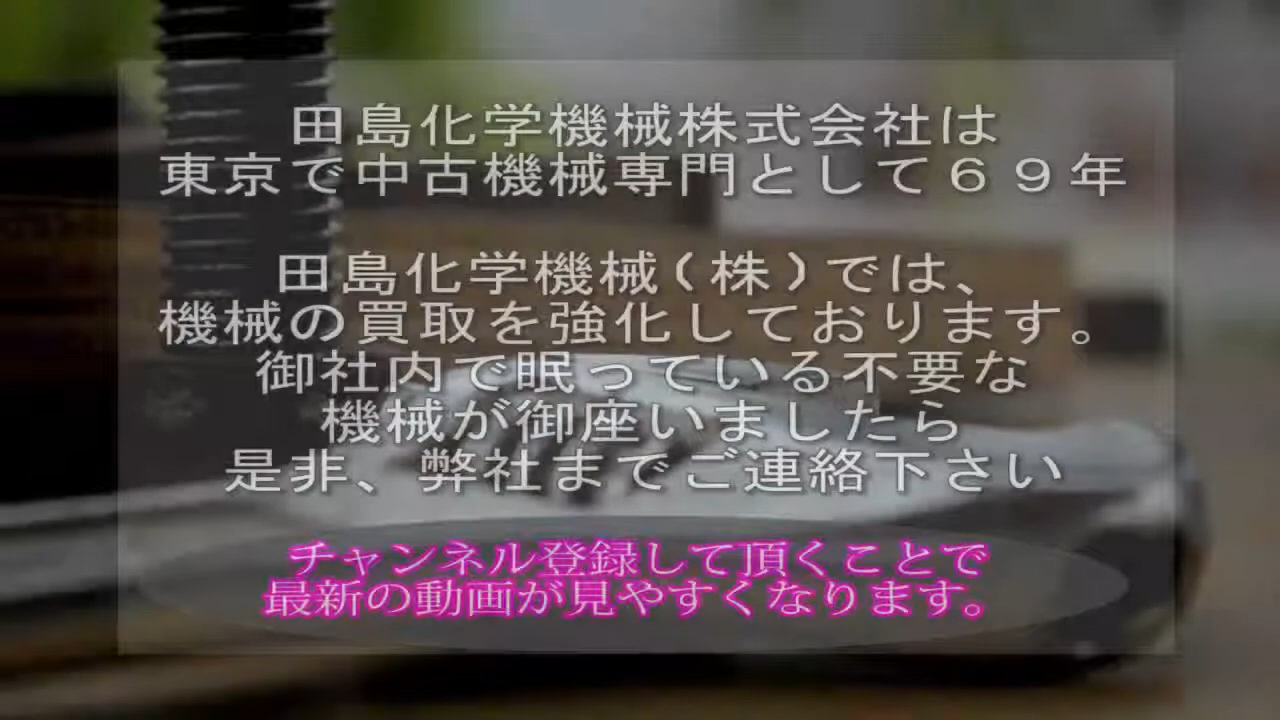 田島化学機械株式会社は
東京で中古機械専門として６９年
田島化学機械(株)では、
機械の買取を強化しております。
御社内で眠っている不要な
機械が御座いましたら
是非、弊社までご連絡下さい
チャンネル登録して頂くことで
最新の動画が見やすくなります。